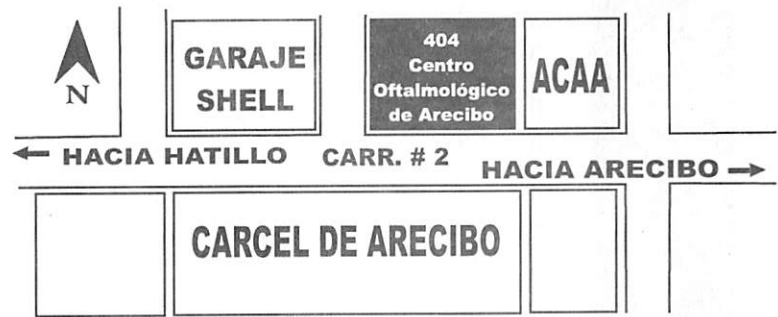 N
GARAJE
SHELL
404
Centro
Oftalmológico
de Arecibo
ACAA
HACIA HATILLO
CARR. # 2
HACIA ARECIBO
CARCEL DE ARECIBO